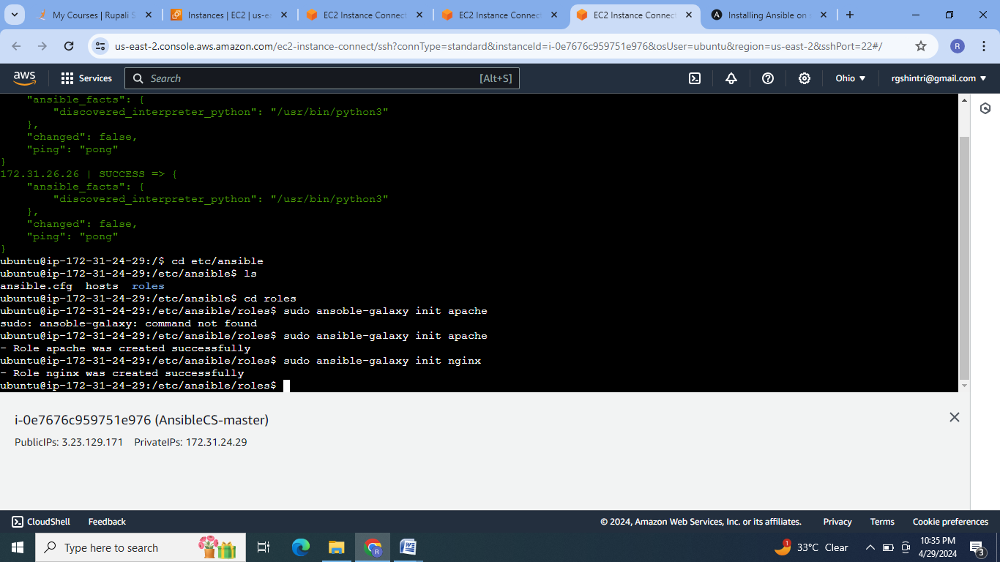 My Courses | Rupali S
Instances | EC2 | us-ea
EC2 Instance Connect
EC2 Instance Connect
EC2 Instance Connect
Installing Ansible on s
us-east-2.console.aws.amazon.com/ec2-instance-connect/ssh?connType=standard&instanceId=i-0e7676c959751e976&osUser=ubuntu&region=us-east-2&sshPort=22#/
R
aws
Services
Search
[Alt+S]
Ohio
rgshintri@gmail.com
"ansible_facts": {
"discovered_interpreter_python": "/usr/bin/python3"
},
"changed": false,
"ping": "pong"
}
172.31.26.26 | SUCCESS => {
"ansible_facts": {
"discovered_interpreter_python": "/usr/bin/python3"
},
"changed": false,
"ping": "pong"
}
ubuntu@ip-172-31-24-29:/$ cd etc/ansible
ubuntu@ip-172-31-24-29:/etc/ansible$ ls
ansible.cfg  hosts  roles
ubuntu@ip-172-31-24-29:/etc/ansible$ cd roles
ubuntu@ip-172-31-24-29:/etc/ansible/roles$ sudo ansoble-galaxy init apache
sudo: ansoble-galaxy: command not found
ubuntu@ip-172-31-24-29:/etc/ansible/roles$ sudo ansible-galaxy init apache
- Role apache was created successfully
ubuntu@ip-172-31-24-29:/etc/ansible/roles$ sudo ansible-galaxy init nginx
- Role nginx was created successfully
ubuntu@ip-172-31-24-29:/etc/ansible/roles$
i-0e7676c959751e976 (AnsibleCS-master)
PublicIPs: 3.23.129.171 PrivateIPs: 172.31.24.29
CloudShell
Feedback
© 2024, Amazon Web Services, Inc. or its affiliates.
Privacy
Terms
Cookie preferences
Type here to search
1
33°C Clear
10:35 PM
4/29/2024
3